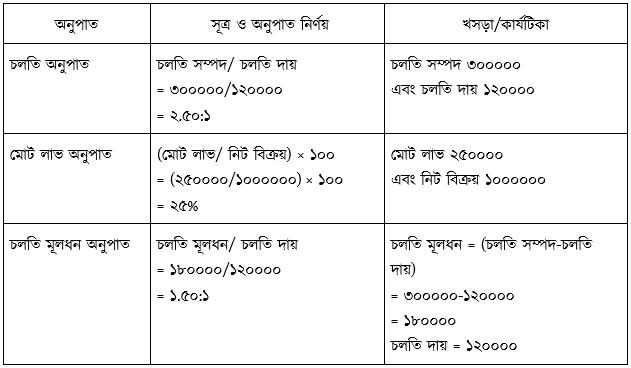 অনুপাত
সূত্র ও অনুপাত নির্ণয়
খসড়া/কার্যটিকা
চলতি অনুপাত
চলতি সম্পদ/ চলতি দায়
= ৩০০০০০/১২০০০০
= ২.৫০:১
চলতি সম্পদ ৩০০০০০
এবং চলতি দায় ১২০০০০
মোট লাভ অনুপাত
(মোট লাভ/ নিট বিক্রয়) × ১০০
= (২৫০০০০/১০০০০০০) × ১০০
= ২৫%
মোট লাভ ২৫০০০০
এবং নিট বিক্রয় ১০০০০০০
চলতি মূলধন অনুপাত
চলতি মূলধন/ চলতি দায়
= ১৮০০০০/১২০০০০
= ১.৫০:১
চলতি মূলধন = (চলতি সম্পদ-চলতি
দায়)
= ৩০০০০০-১২০০০০
= ১৮০০০০
চলতি দায় = ১২০০০০